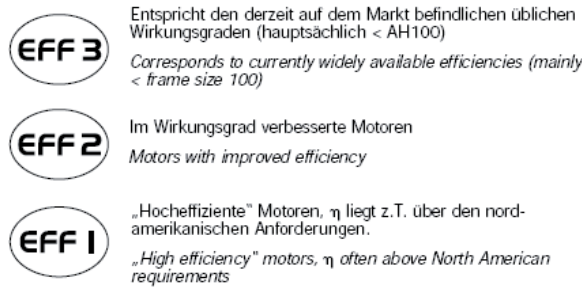 EFF 3
Entspricht den derzeit auf dem Markt befindlichen üblichen
Wirkungsgraden (hauptsächlich < AH100)
Corresponds to currently widely available efficiencies (mainly
< frame size 100)
EFF 2
Im Wirkungsgrad verbesserte Motoren
Motors with improved efficiency
EFF 1
„Hocheffiziente“ Motoren, η liegt z.T. über den nord-
amerikanischen Anforderungen.
„High efficiency" motors, η often above North American
requirements